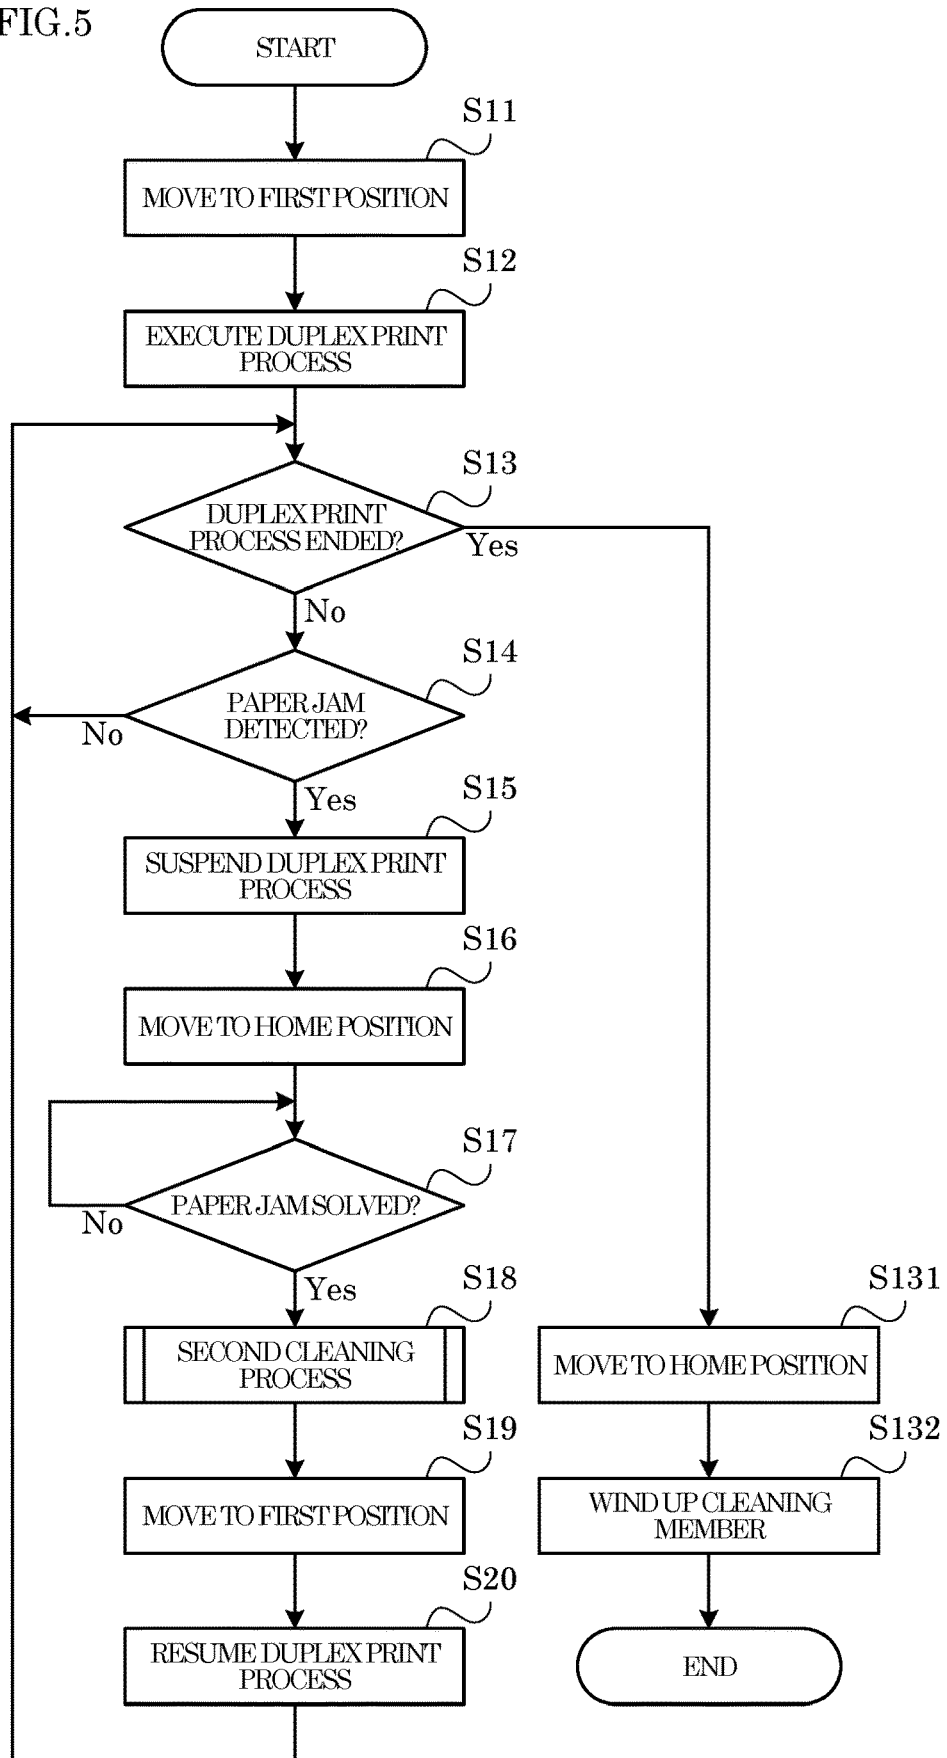 FIG.5
START
S11
MOVE TO FIRST POSITION
S12
EXECUTE DUPLEX PRINT
PROCESS
S13
DUPLEX PRINT
PROCESS ENDED?
Yes
No
S14
PAPER JAM
DETECTED?
No
Yes
S15
SUSPEND DUPLEX PRINT
PROCESS
S16
MOVE TO HOME POSITION
S17
PAPER JAM SOLVED?
No
Yes
S18
SECOND CLEANING
PROCESS
S19
MOVE TO FIRST POSITION
S20
RESUME DUPLEX PRINT
PROCESS
S131
MOVE TO HOME POSITION
S132
WIND UP CLEANING
MEMBER
END